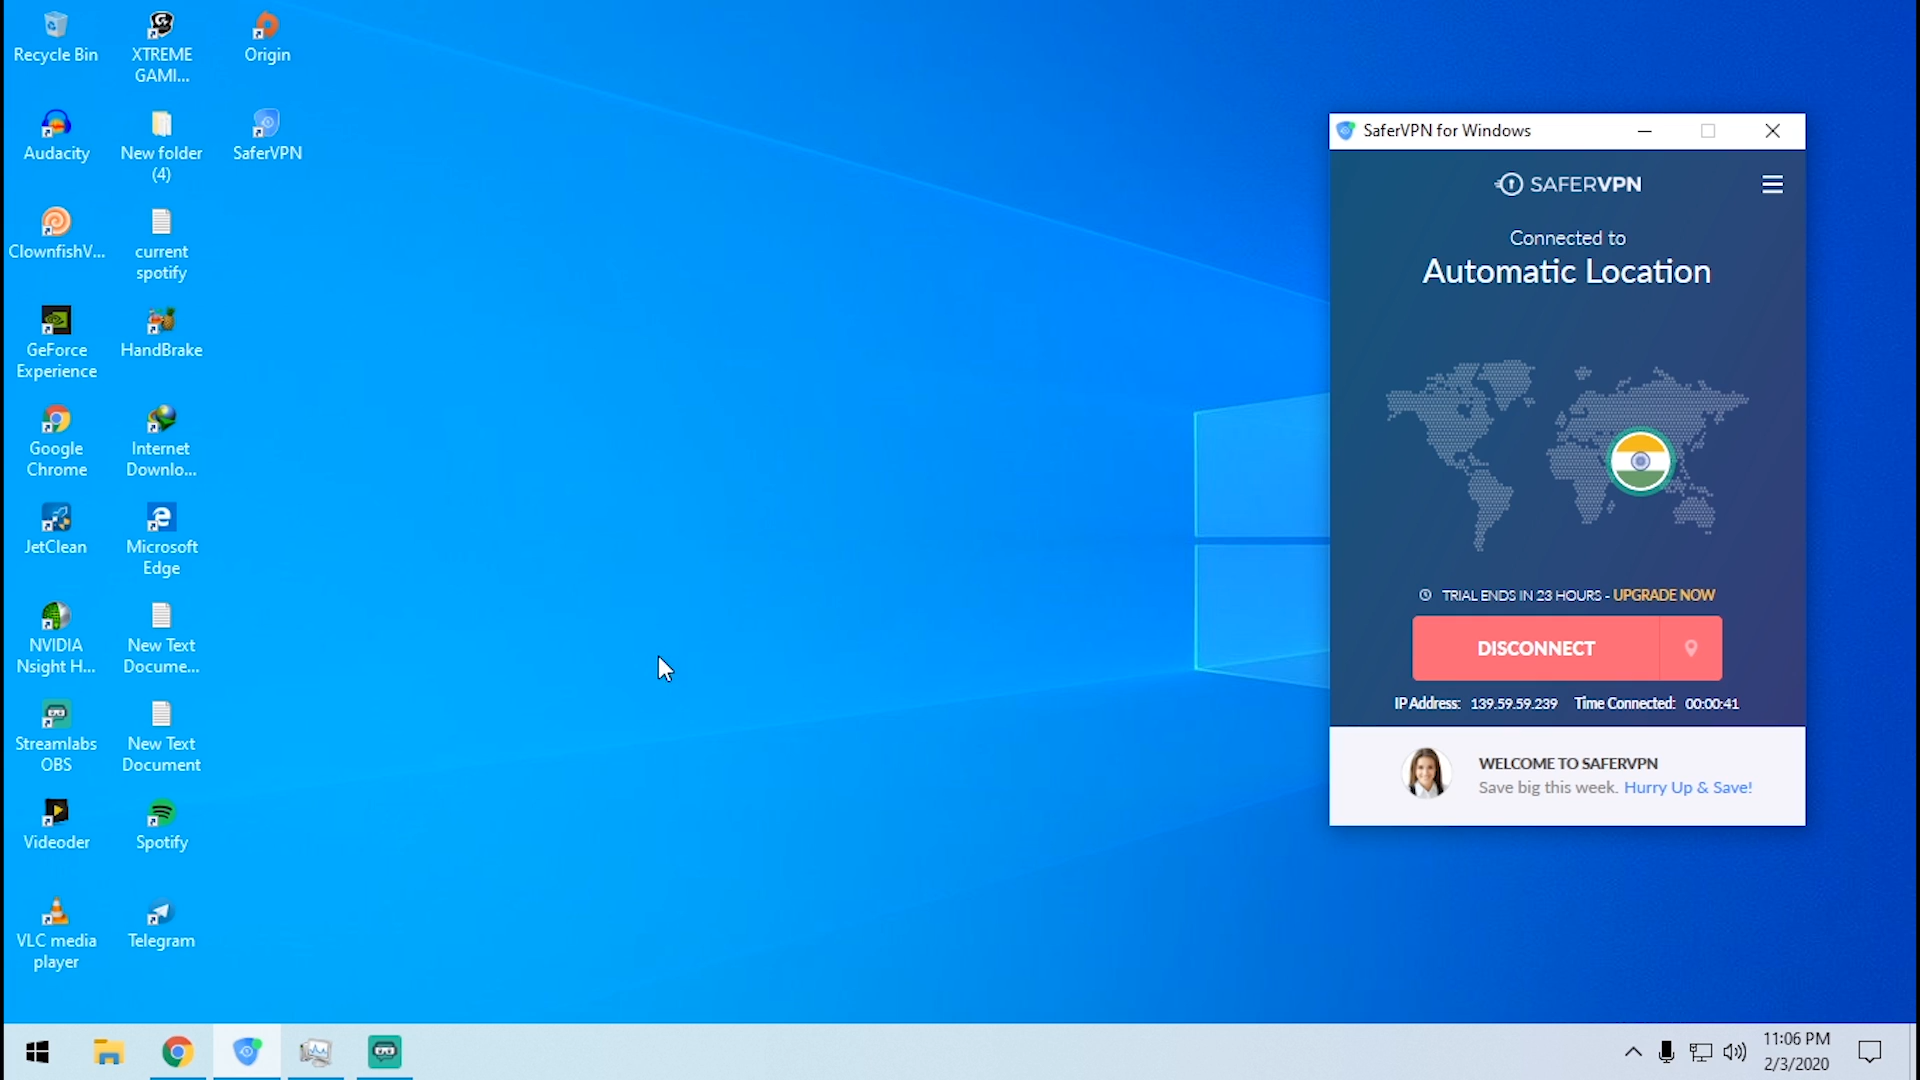 Recycle Bin
XTREME
GAMI...
Origin
Audacity
New folder
(4)
SaferVPN
ClownfishV...
current
spotify
GeForce
Experience
HandBrake
Google
Chrome
Internet
Downlo...
JetClean
Microsoft
Edge
NVIDIA
Nsight H...
New Text
Docume...
Streamlabs
OBS
New Text
Document
Videoder
Spotify
VLC media
player
Telegram
SaferVPN for Windows
SAFERVPN
Connected to
Automatic Location
TRIAL ENDS IN 23 HOURS - UPGRADE NOW
DISCONNECT
IP Address: 139.59.59.239 Time Connected: 00:00:41
WELCOME TO SAFERVPN
Save big this week. Hurry Up & Save!
11:06 PM
2/3/2020